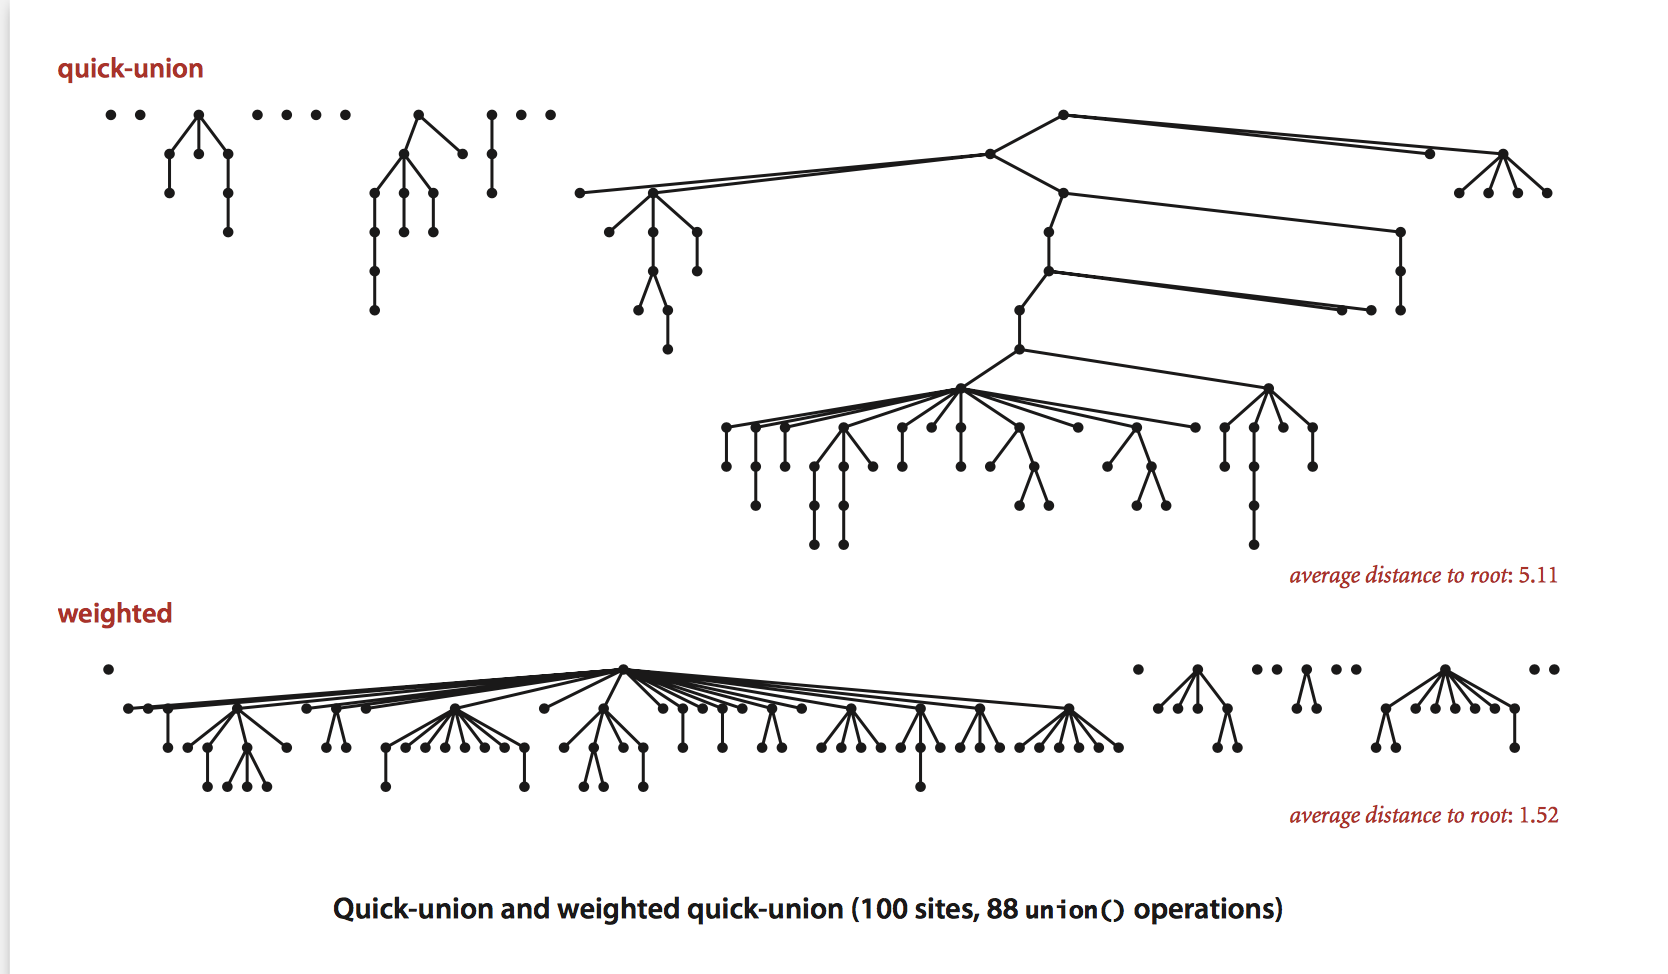 quick-union
average distance to root: 5.11
weighted
average distance to root: 1.52
Quick-union and weighted quick-union (100 sites, 88 union() operations)